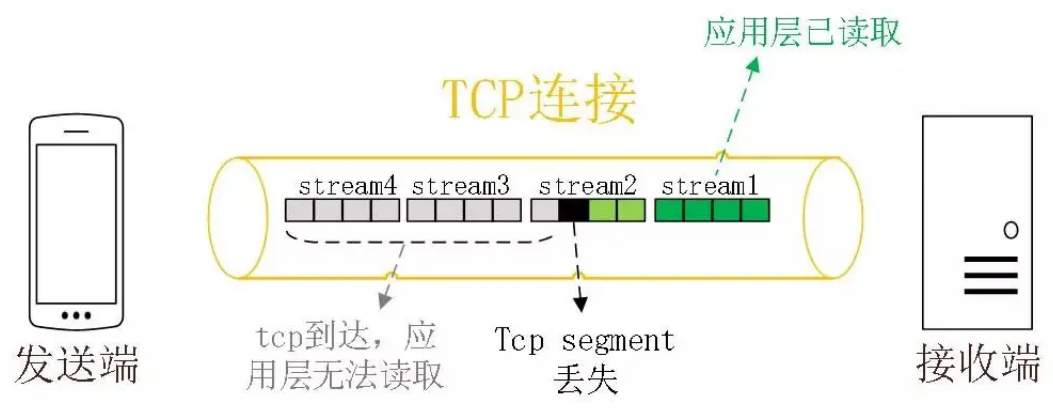 应用层已读取
TCP连接
stream4 stream3 stream2 stream1
tcp到达，应
用层无法读取
Tcp segment
丢失
发送端
接收端